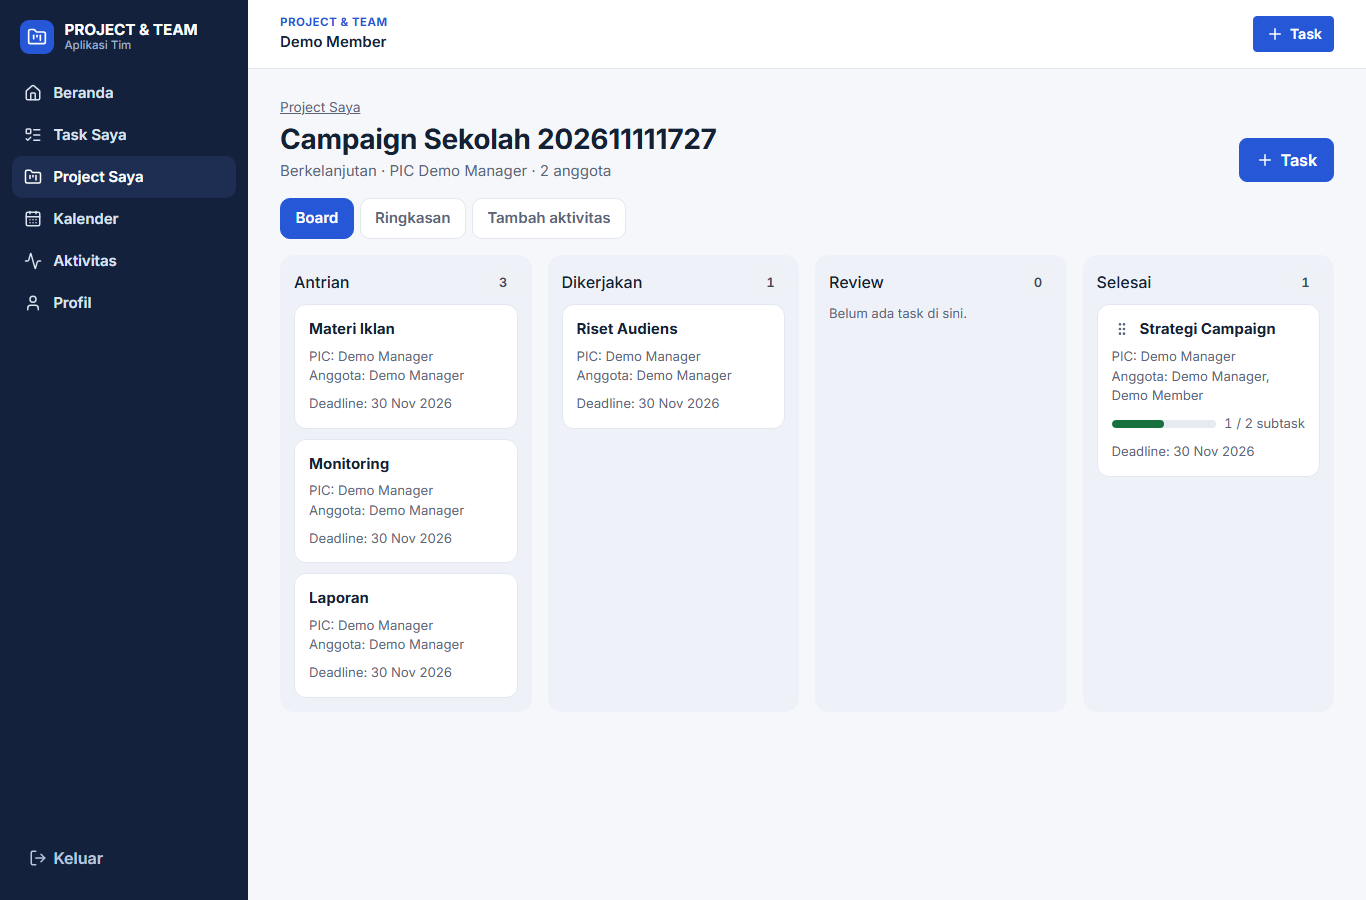 PROJECT & TEAM
Aplikasi Tim
Beranda
Task Saya
Project Saya
Kalender
Aktivitas
Profil
Keluar
PROJECT & TEAM
Demo Member
+ Task
Project Saya
Campaign Sekolah 202611111727
Berkelanjutan · PIC Demo Manager · 2 anggota
+ Task
Board
Ringkasan
Tambah aktivitas
Antrian 3
Materi Iklan
PIC: Demo Manager
Anggota: Demo Manager
Deadline: 30 Nov 2026
Monitoring
PIC: Demo Manager
Anggota: Demo Manager
Deadline: 30 Nov 2026
Laporan
PIC: Demo Manager
Anggota: Demo Manager
Deadline: 30 Nov 2026
Dikerjakan 1
Riset Audiens
PIC: Demo Manager
Anggota: Demo Manager
Deadline: 30 Nov 2026
Review 0
Belum ada task di sini.
Selesai 1
Strategi Campaign
PIC: Demo Manager
Anggota: Demo Manager,
Demo Member
1 / 2 subtask
Deadline: 30 Nov 2026